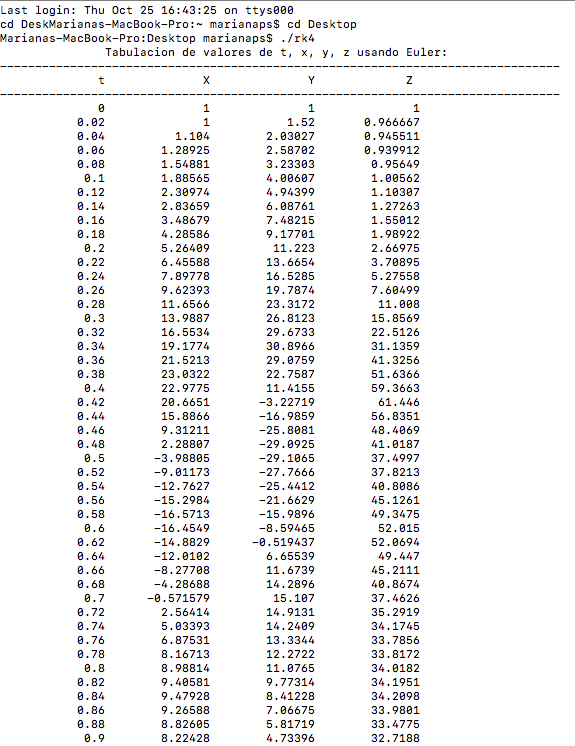 Last login: Thu Oct 25 16:43:25 on ttys000
cd DeskMarianas-MacBook-Pro:~ marianaps$ cd Desktop
Marianas-MacBook-Pro:Desktop marianaps$ ./rk4
Tabulacion de valores de t, x, y, z usando Euler:
--------------------------------------------------------------------------------
t X Y Z
--------------------------------------------------------------------------------
0 1 1 1
0.02 1 1.52 0.966667
0.04 1.104 2.03027 0.945511
0.06 1.28925 2.58702 0.939912
0.08 1.54881 3.23303 0.95649
0.1 1.88565 4.00607 1.00562
0.12 2.30974 4.94399 1.10307
0.14 2.83659 6.08761 1.27263
0.16 3.48679 7.48215 1.55012
0.18 4.28586 9.17701 1.98922
0.2 5.26409 11.223 2.66975
0.22 6.45588 13.6654 3.70895
0.24 7.89778 16.5285 5.27558
0.26 9.62393 19.7874 7.60499
0.28 11.6566 23.3172 11.008
0.3 13.9887 26.8123 15.8569
0.32 16.5534 29.6733 22.5126
0.34 19.1774 30.8966 31.1359
0.36 21.5213 29.0759 41.3256
0.38 23.0322 22.7587 51.6366
0.4 22.9775 11.4155 59.3663
0.42 20.6651 -3.22719 61.446
0.44 15.8866 -16.9859 56.8351
0.46 9.31211 -25.8081 48.4069
0.48 2.28807 -29.0925 41.0187
0.5 -3.98805 -29.1065 37.4997
0.52 -9.01173 -27.7666 37.8213
0.54 -12.7627 -25.4412 40.8086
0.56 -15.2984 -21.6629 45.1261
0.58 -16.5713 -15.9896 49.3475
0.6 -16.4549 -8.59465 52.015
0.62 -14.8829 -0.519437 52.0694
0.64 -12.0102 6.65539 49.447
0.66 -8.27708 11.6739 45.2111
0.68 -4.28688 14.2896 40.8674
0.7 -0.571579 15.107 37.4626
0.72 2.56414 14.9131 35.2919
0.74 5.03393 14.2409 34.1745
0.76 6.87531 13.3344 33.7856
0.78 8.16713 12.2722 33.8172
0.8 8.98814 11.0765 34.0182
0.82 9.40581 9.77314 34.1951
0.84 9.47928 8.41228 34.2098
0.86 9.26588 7.06675 33.9801
0.88 8.82605 5.81719 33.4775
0.9 8.22428 4.73396 32.7188